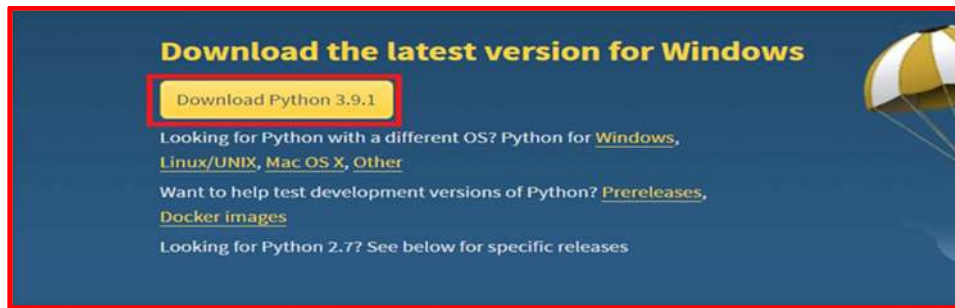 Download the latest version for Windows
Download Python 3.9.1
Looking for Python with a different OS? Python for Windows,
Linux/UNIX, Mac OS X, Other
Want to help test development versions of Python? Prereleases,
Docker images
Looking for Python 2.7? See below for specific releases